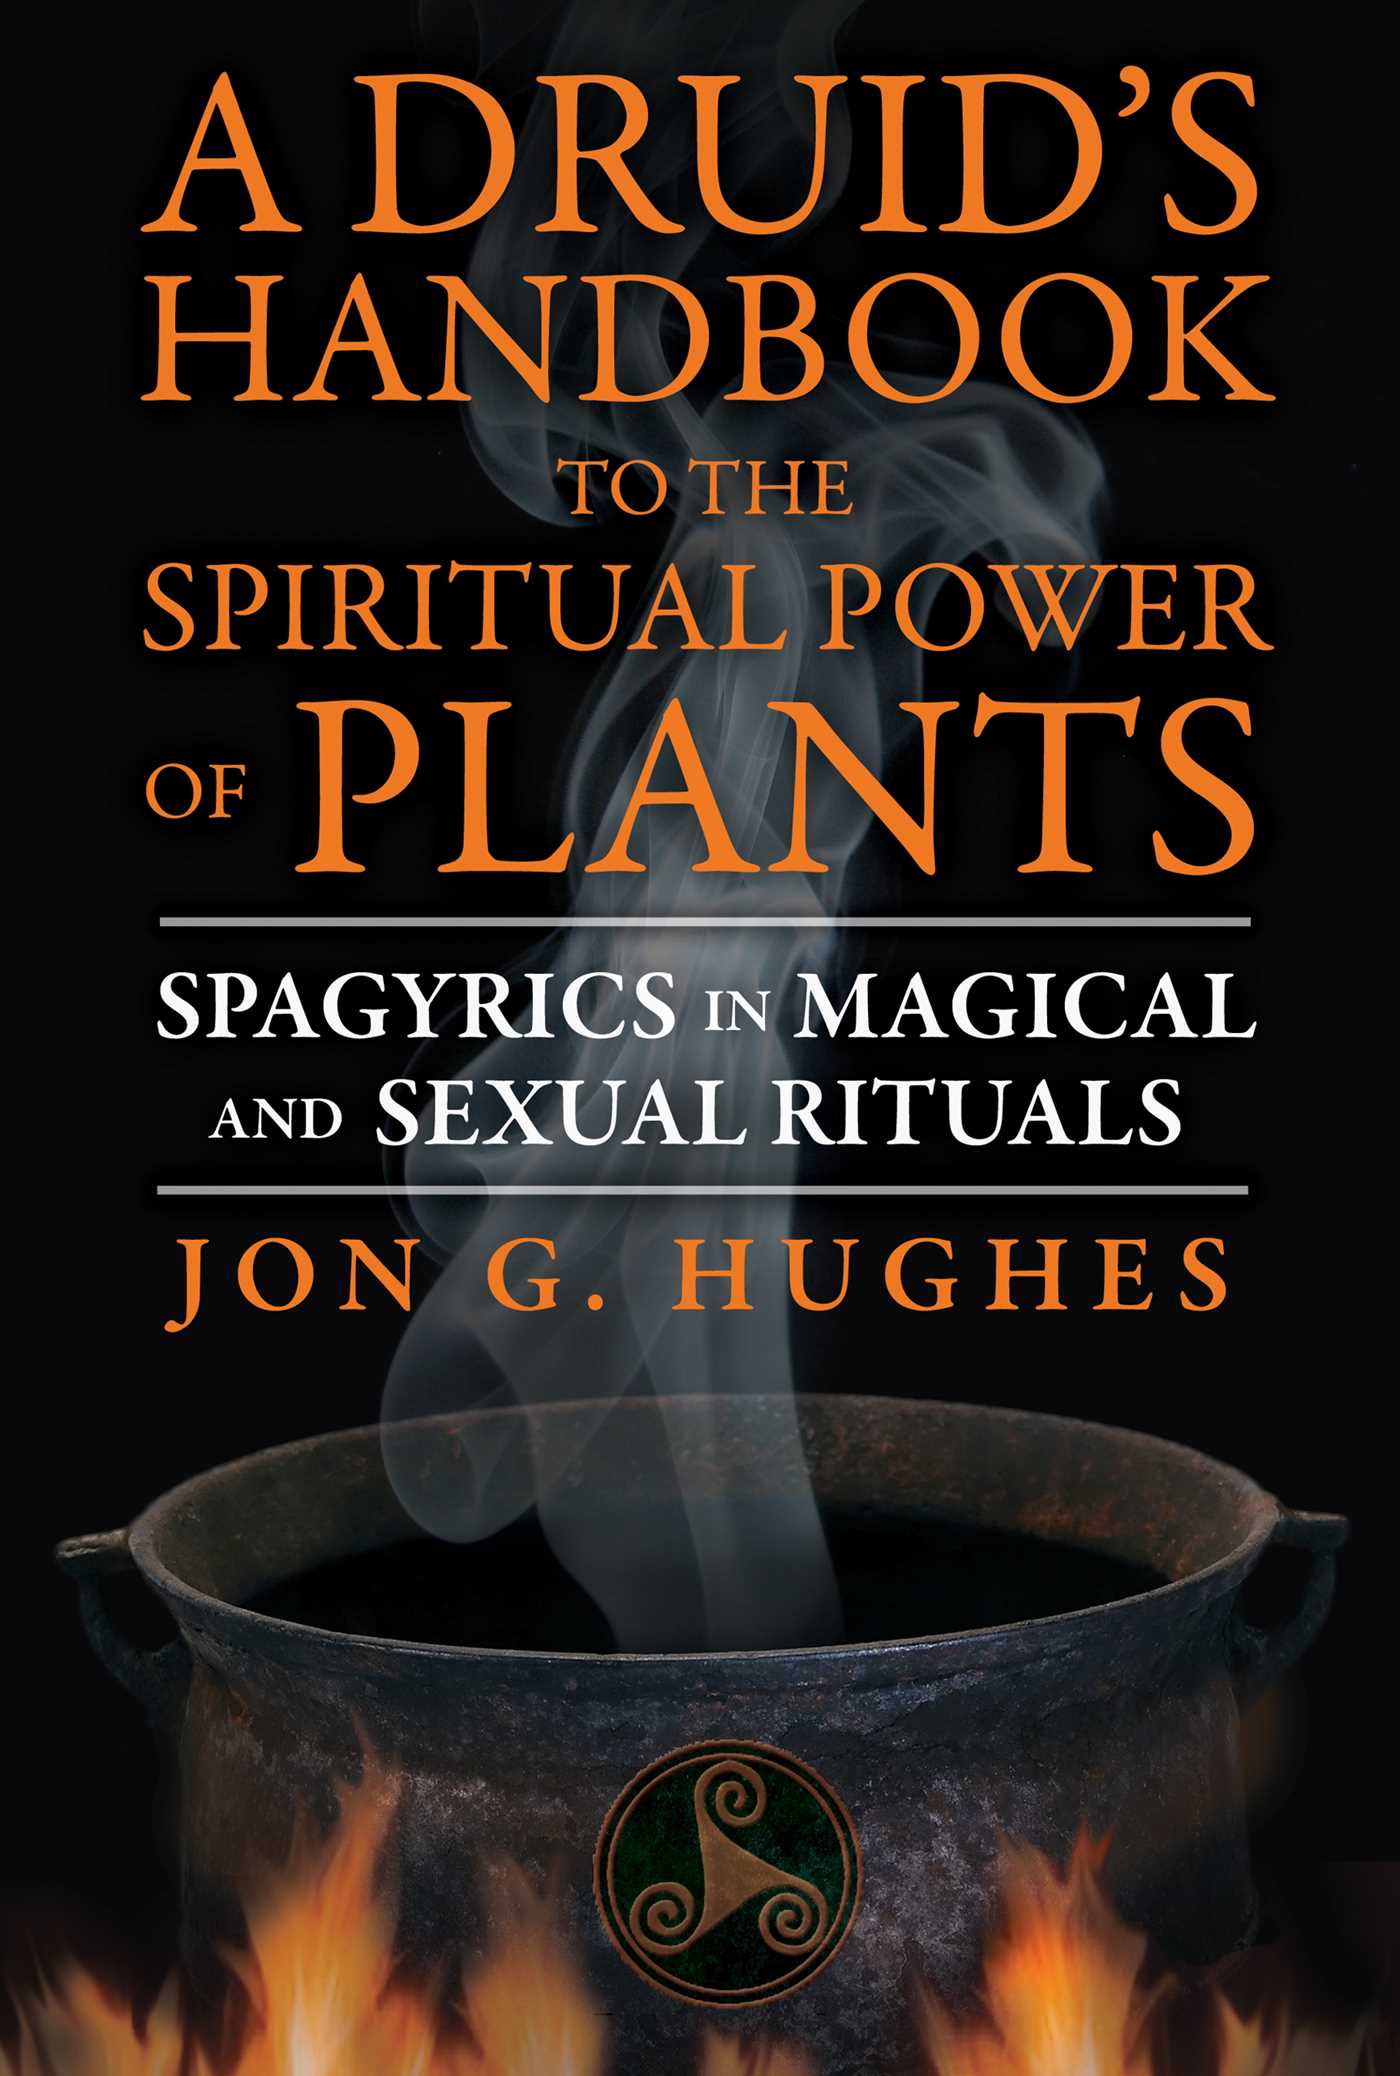 A DRUID'S
HANDBOOK
TO THE
SPIRITUAL POWER
OF PLANTS
SPAGYRICS IN MAGICAL
AND SEXUAL RITUALS
JON G. HUGHES